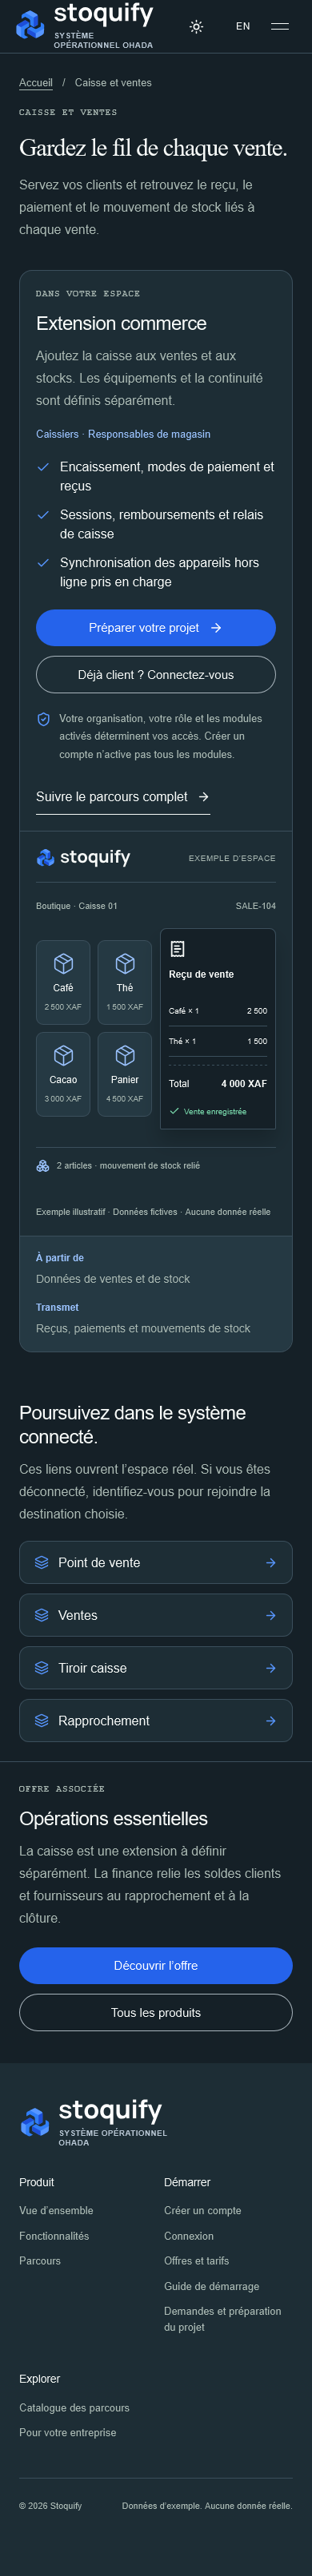 stoquify
SYSTÈME
OPÉRATIONNEL OHADA
EN
Accueil / Caisse et ventes
CAISSE ET VENTES
Gardez le fil de chaque vente.
Servez vos clients et retrouvez le reçu, le
paiement et le mouvement de stock liés à
chaque vente.
DANS VOTRE ESPACE
Extension commerce
Ajoutez la caisse aux ventes et aux
stocks. Les équipements et la continuité
sont définis séparément.
Caissiers · Responsables de magasin
Encaissement, modes de paiement et
reçus
Sessions, remboursements et relais
de caisse
Synchronisation des appareils hors
ligne pris en charge
Préparer votre projet
Déjà client ? Connectez-vous
Votre organisation, votre rôle et les modules
activés déterminent vos accès. Créer un
compte n’active pas tous les modules.
Suivre le parcours complet
stoquify
EXEMPLE D’ESPACE
Boutique · Caisse 01
SALE-104
Café
2 500 XAF
Thé
1 500 XAF
Cacao
3 000 XAF
Panier
4 500 XAF
Reçu de vente
Café × 1 2 500
Thé × 1 1 500
Total 4 000 XAF
Vente enregistrée
2 articles · mouvement de stock relié
Exemple illustratif · Données fictives · Aucune donnée réelle
À partir de
Données de ventes et de stock
Transmet
Reçus, paiements et mouvements de stock
Poursuivez dans le système
connecté.
Ces liens ouvrent l’espace réel. Si vous êtes
déconnecté, identifiez-vous pour rejoindre la
destination choisie.
Point de vente
Ventes
Tiroir caisse
Rapprochement
OFFRE ASSOCIÉE
Opérations essentielles
La caisse est une extension à définir
séparément. La finance relie les soldes clients
et fournisseurs au rapprochement et à la
clôture.
Découvrir l’offre
Tous les produits
stoquify
SYSTÈME OPÉRATIONNEL
OHADA
Produit
Vue d’ensemble
Fonctionnalités
Parcours
Démarrer
Créer un compte
Connexion
Offres et tarifs
Guide de démarrage
Demandes et préparation
du projet
Explorer
Catalogue des parcours
Pour votre entreprise
© 2026 Stoquify
Données d’exemple. Aucune donnée réelle.